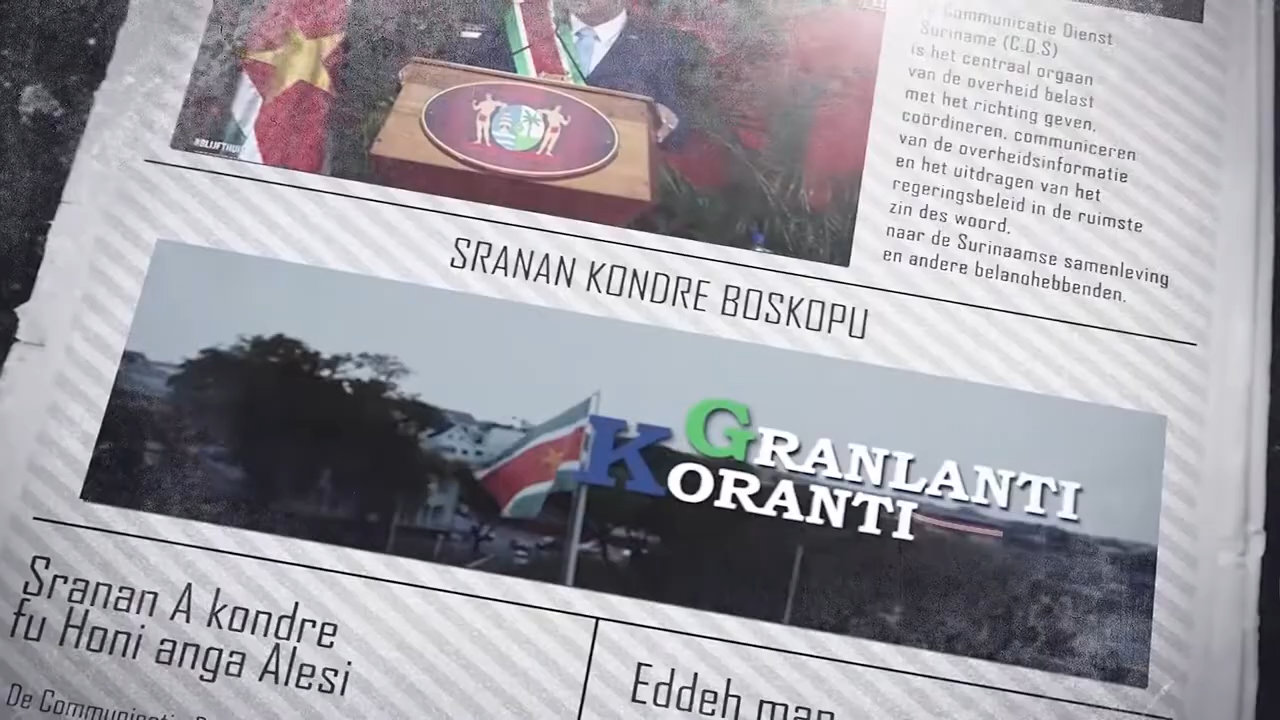 Communicatie Dienst
Suriname (C.D.S)
is het centraal orgaan
van de overheid belast
met het richting geven,
coördineren, communiceren
van de overheidsinformatie
en het uitdragen van het
regeringsbeleid in de ruimste
zin des woord,
naar de Surinaamse samenleving
en andere belanghebbenden.
SRANAN KONDRE BOSKOPU
GRANLANTI
KORANTI
Sranan A kondre
fu Honi anga Alesi
De
Eddeh man